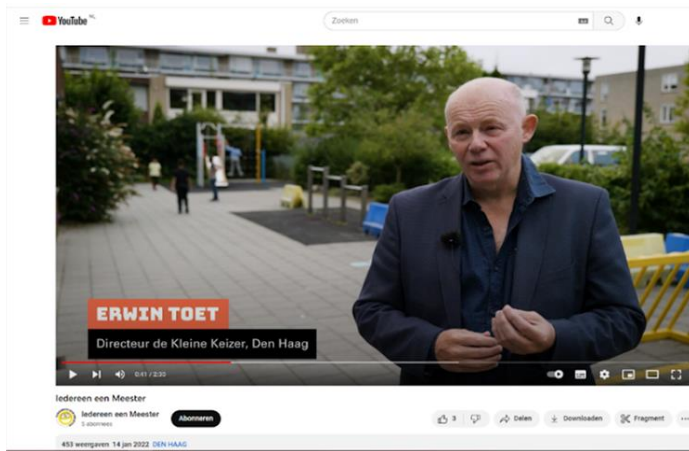 YouTube NL
Zoeken
ERWIN TOET
Directeur de Kleine Keizer, Den Haag
0:41 / 2:30
Iedereen een Meester
Iedereen een Meester
5 abonnees
Abonneren
3
Delen
Downloaden
Fragment
453 weergaven 14 jan 2022 DEN HAAG